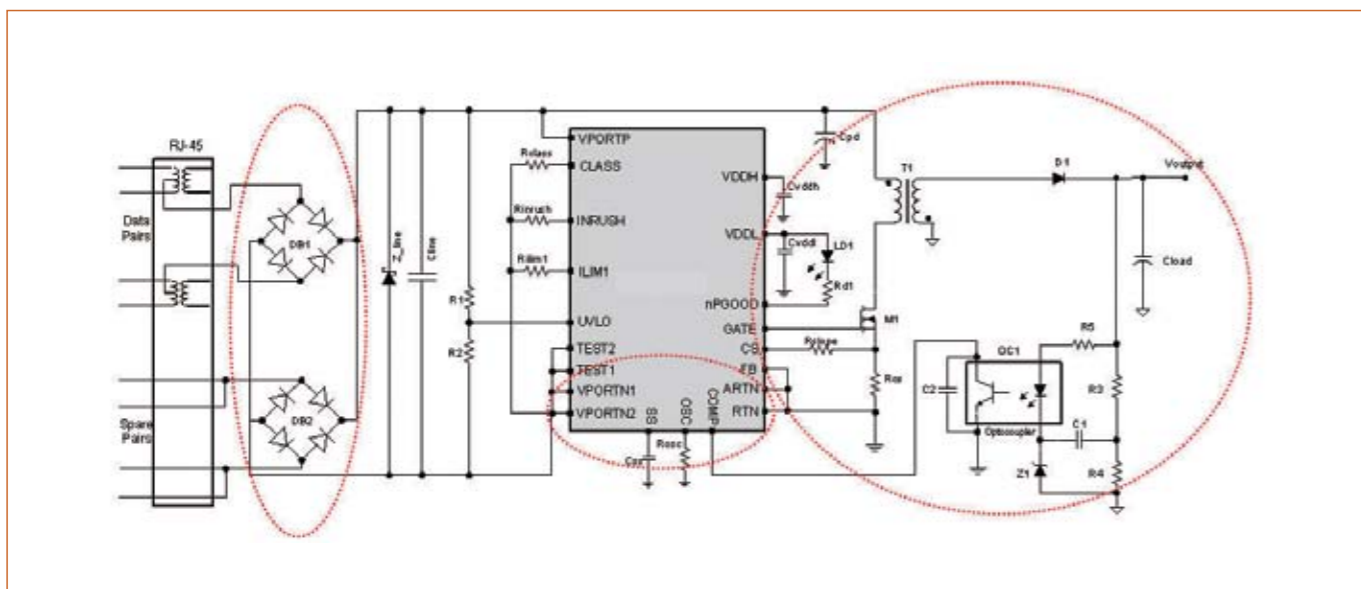 RJ-45
Data
Pairs
Spare
Pairs
DB1
DB2
Z_line
Cline
R1
R2
Rclass
Rinrush
Rilim1
VPORTP
CLASS
INRUSH
ILIM1
UVLO
TEST2
TEST1
VPORTN1
VPORTN2
SS
OSC
COMP
VDDH
VDDL
nPGOOD
GATE
CS
FB
ARTN
RTN
Css
Rosc
Cpd
Cvddh
Cvddl
LD1
Rd1
Rslope
M1
Rcs
T1
D1
Voutput
Cload
OC1
C2
Optocoupler
R5
R3
C1
Z1
R4